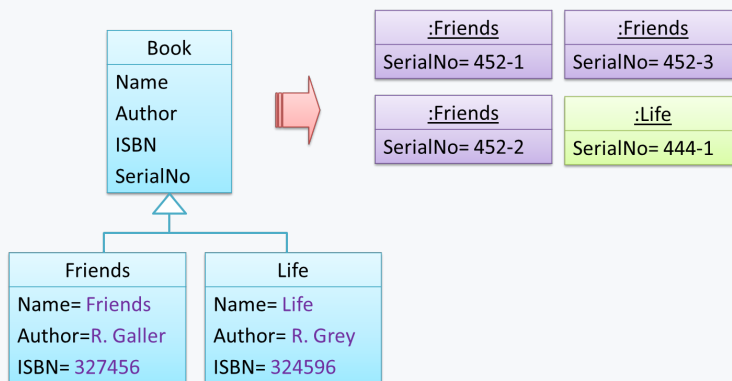 Book
Name
Author
ISBN
SerialNo
Friends
Name= Friends
Author=R. Galler
ISBN= 327456
Life
Name= Life
Author= R. Grey
ISBN= 324596
:Friends
SerialNo= 452-1
:Friends
SerialNo= 452-3
:Friends
SerialNo= 452-2
:Life
SerialNo= 444-1